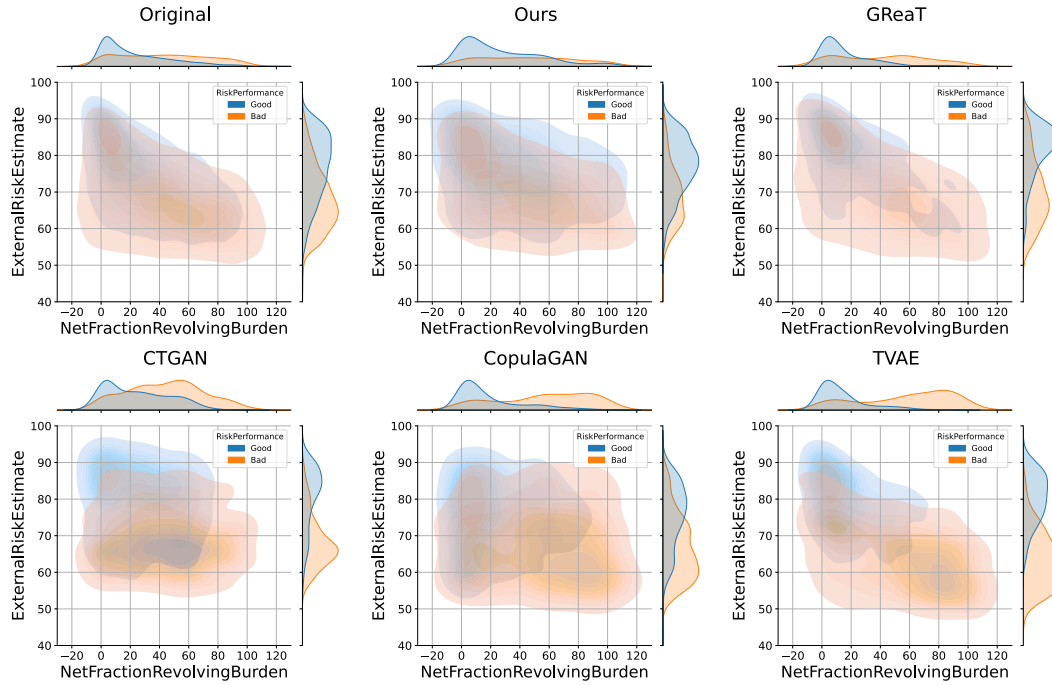 Original
Ours
GReaT
100
90
80
70
60
50
40
ExternalRiskEstimate
RiskPerformance
Good
Bad
−20 0 20 40 60 80 100 120
NetFractionRevolvingBurden
100
90
80
70
60
50
40
ExternalRiskEstimate
RiskPerformance
Good
Bad
−20 0 20 40 60 80 100 120
NetFractionRevolvingBurden
100
90
80
70
60
50
40
ExternalRiskEstimate
RiskPerformance
Good
Bad
−20 0 20 40 60 80 100 120
NetFractionRevolvingBurden
CTGAN
CopulaGAN
TVAE
100
90
80
70
60
50
40
ExternalRiskEstimate
RiskPerformance
Good
Bad
−20 0 20 40 60 80 100 120
NetFractionRevolvingBurden
100
90
80
70
60
50
40
ExternalRiskEstimate
RiskPerformance
Good
Bad
−20 0 20 40 60 80 100 120
NetFractionRevolvingBurden
100
90
80
70
60
50
40
ExternalRiskEstimate
RiskPerformance
Good
Bad
−20 0 20 40 60 80 100 120
NetFractionRevolvingBurden